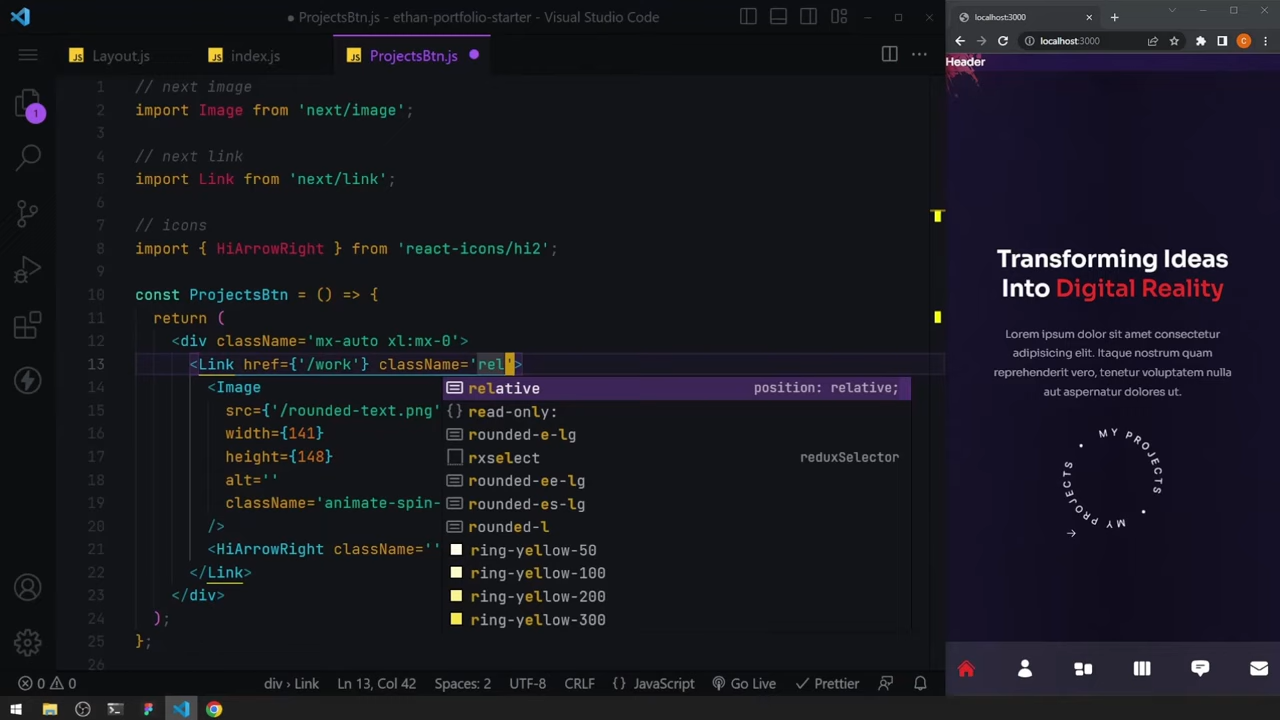 ProjectsBtn.js - ethan-portfolio-starter - Visual Studio Code
Layout.js
index.js
ProjectsBtn.js
1
1 // next image
2 import Image from 'next/image';
3
4 // next link
5 import Link from 'next/link';
6
7 // icons
8 import { HiArrowRight } from 'react-icons/hi2';
9
10 const ProjectsBtn = () => {
11 return (
12 <div className='mx-auto xl:mx-0'>
13 <Link href={'/work'} className='rel'>
14 <Image
15 src={'/rounded-text.png'
16 width={141}
17 height={148}
18 alt=''
19 className='animate-spin-
20 />
21 <HiArrowRight className=''
22 </Link>
23 </div>
24 );
25 };
26
relative position: relative;
read-only:
rounded-e-lg
rxselect reduxSelector
rounded-ee-lg
rounded-es-lg
rounded-l
ring-yellow-50
ring-yellow-100
ring-yellow-200
ring-yellow-300
0 0 div › Link Ln 13, Col 42 Spaces: 2 UTF-8 CRLF {} JavaScript Go Live Prettier
localhost:3000
localhost:3000
C
Header
Transforming Ideas
Into Digital Reality
Lorem ipsum dolor sit amet consectetur
adipisicing elit. Itaque nostrum quam
reprehenderit vero, tenetur voluptatem nulla
aut aspernatur dolores ut.
MY PROJECTS • MY PROJECTS •